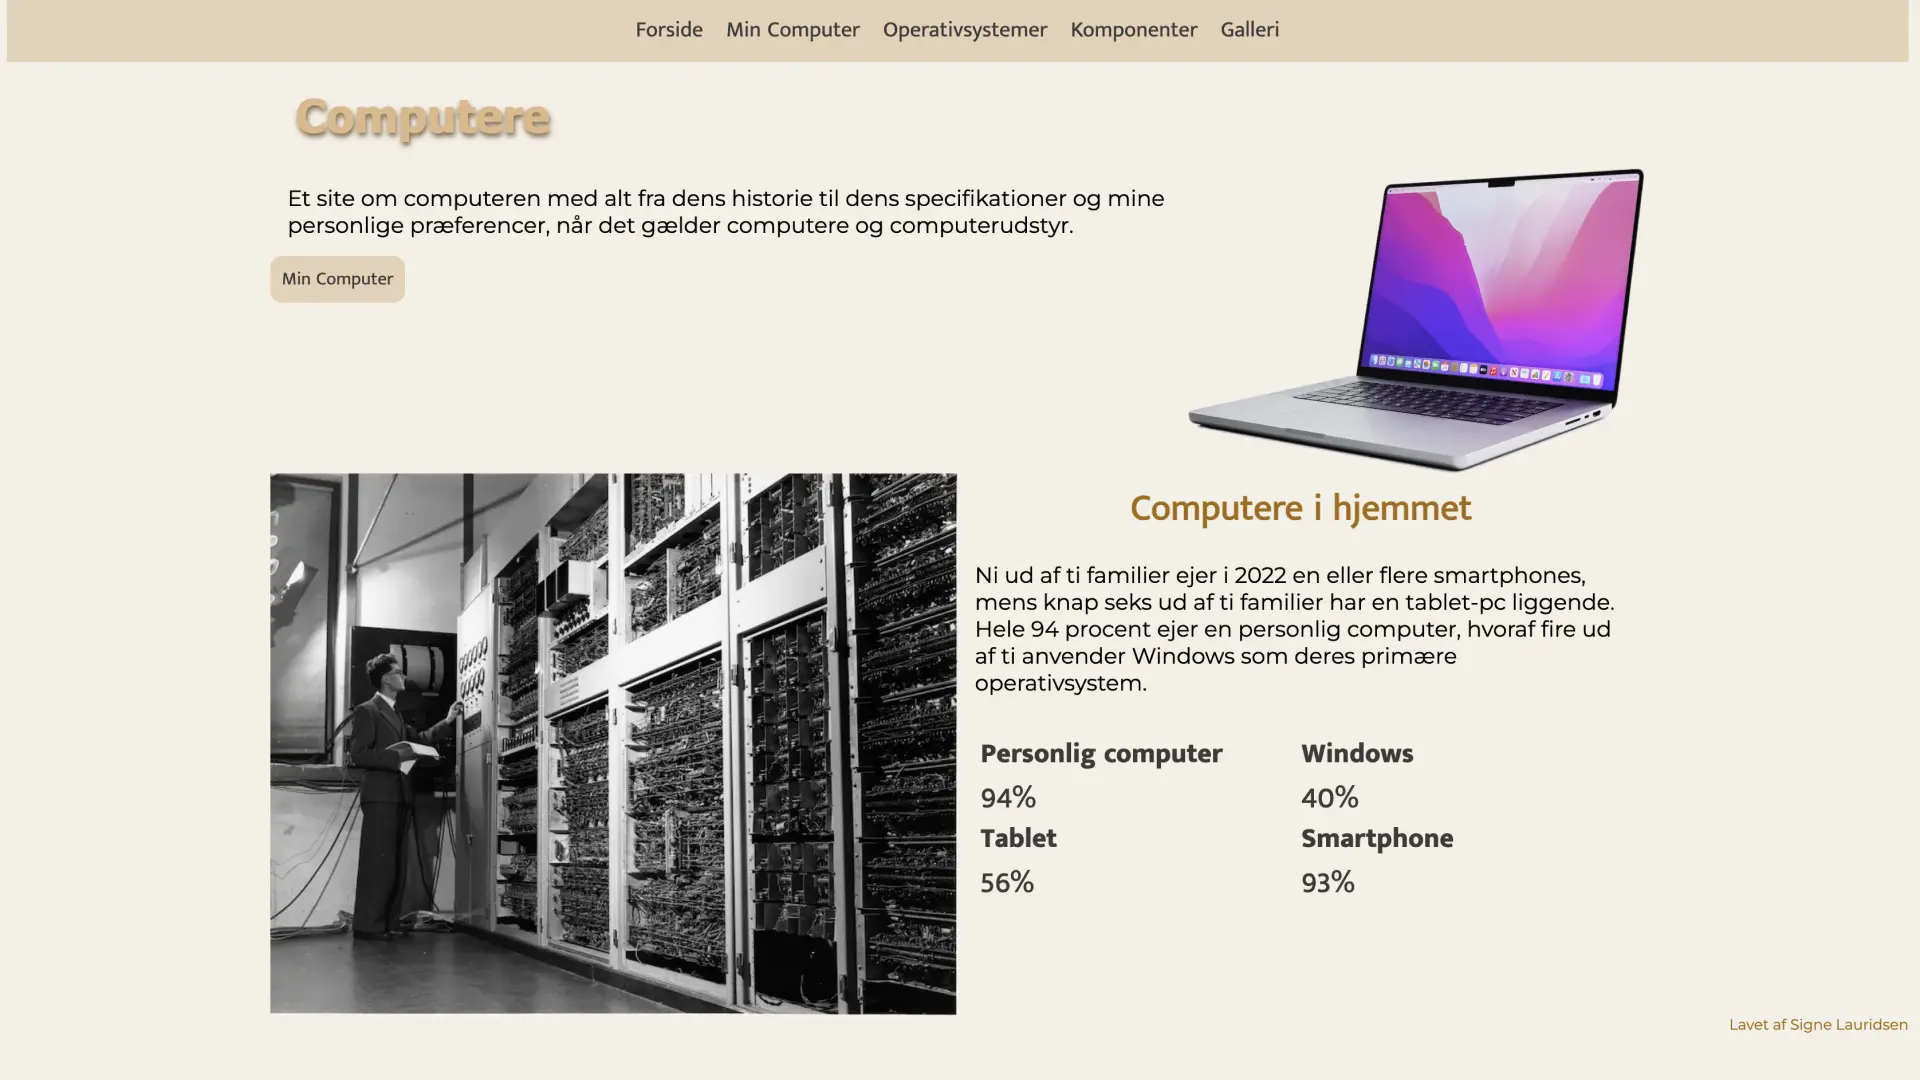 Forside Min Computer Operativsystemer Komponenter Galleri
Computere
Et site om computeren med alt fra dens historie til dens specifikationer og mine
personlige præferencer, når det gælder computere og computerudstyr.
Min Computer
Computere i hjemmet
Ni ud af ti familier ejer i 2022 en eller flere smartphones,
mens knap seks ud af ti familier har en tablet-pc liggende.
Hele 94 procent ejer en personlig computer, hvoraf fire ud
af ti anvender Windows som deres primære
operativsystem.
Personlig computer
94%
Windows
40%
Tablet
56%
Smartphone
93%
Lavet af Signe Lauridsen